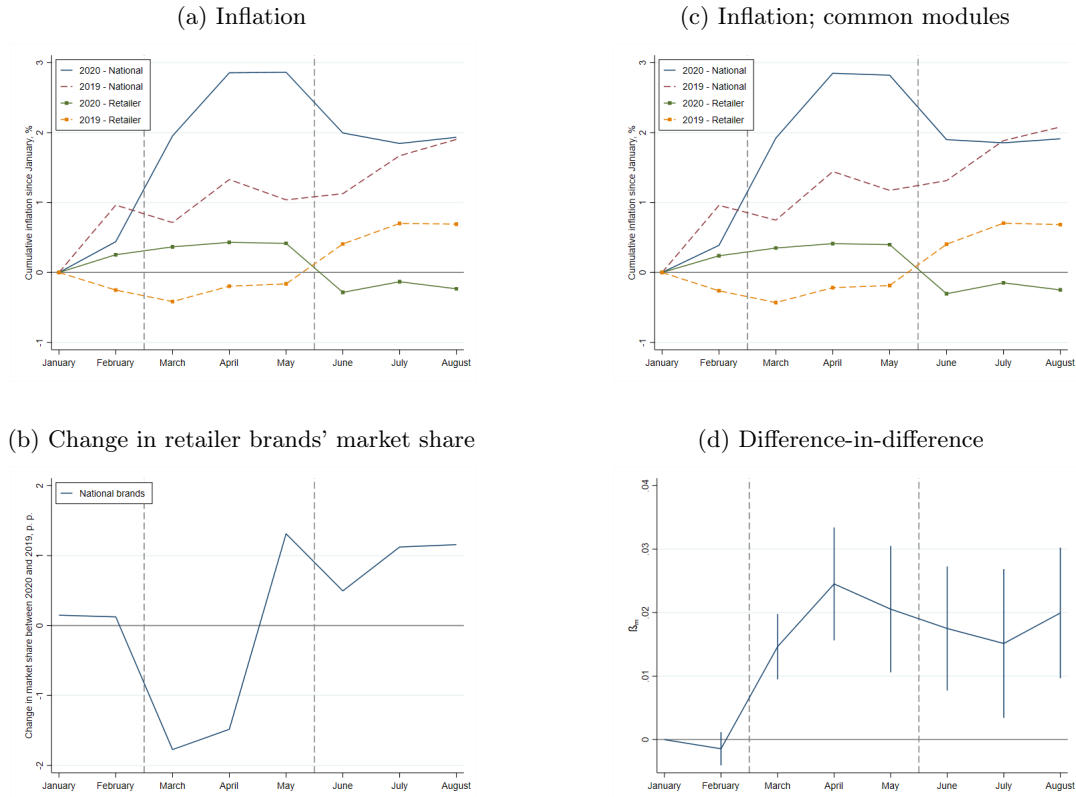 (a) Inflation
Cumulative inflation since January, %
3
2
1
0
-1
2020 - National
2019 - National
2020 - Retailer
2019 - Retailer
January February March April May June July August
(c) Inflation; common modules
Cumulative inflation since January, %
3
2
1
0
-1
2020 - National
2019 - National
2020 - Retailer
2019 - Retailer
January February March April May June July August
(b) Change in retailer brands' market share
Change in market share between 2020 and 2019, p. p.
2
1
0
-1
-2
National brands
January February March April May June July August
(d) Difference-in-difference
ßm
.04
.03
.02
.01
0
January February March April May June July August